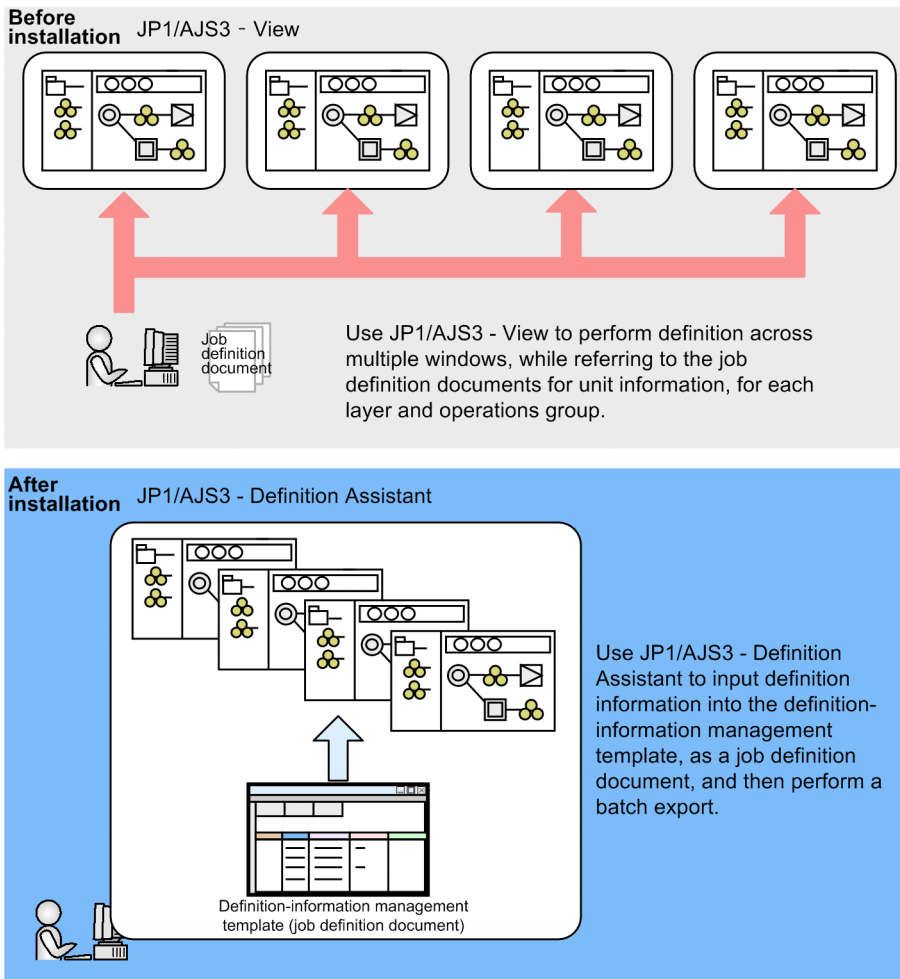 Before
installation
JP1/AJS3 - View
Job
definition
document
Use JP1/AJS3 - View to perform definition across
multiple windows, while referring to the job
definition documents for unit information, for each
layer and operations group.
After
installation
JP1/AJS3 - Definition Assistant
Use JP1/AJS3 - Definition
Assistant to input definition
information into the definition-
information management
template, as a job definition
document, and then perform a
batch export.
Definition-information management
template (job definition document)